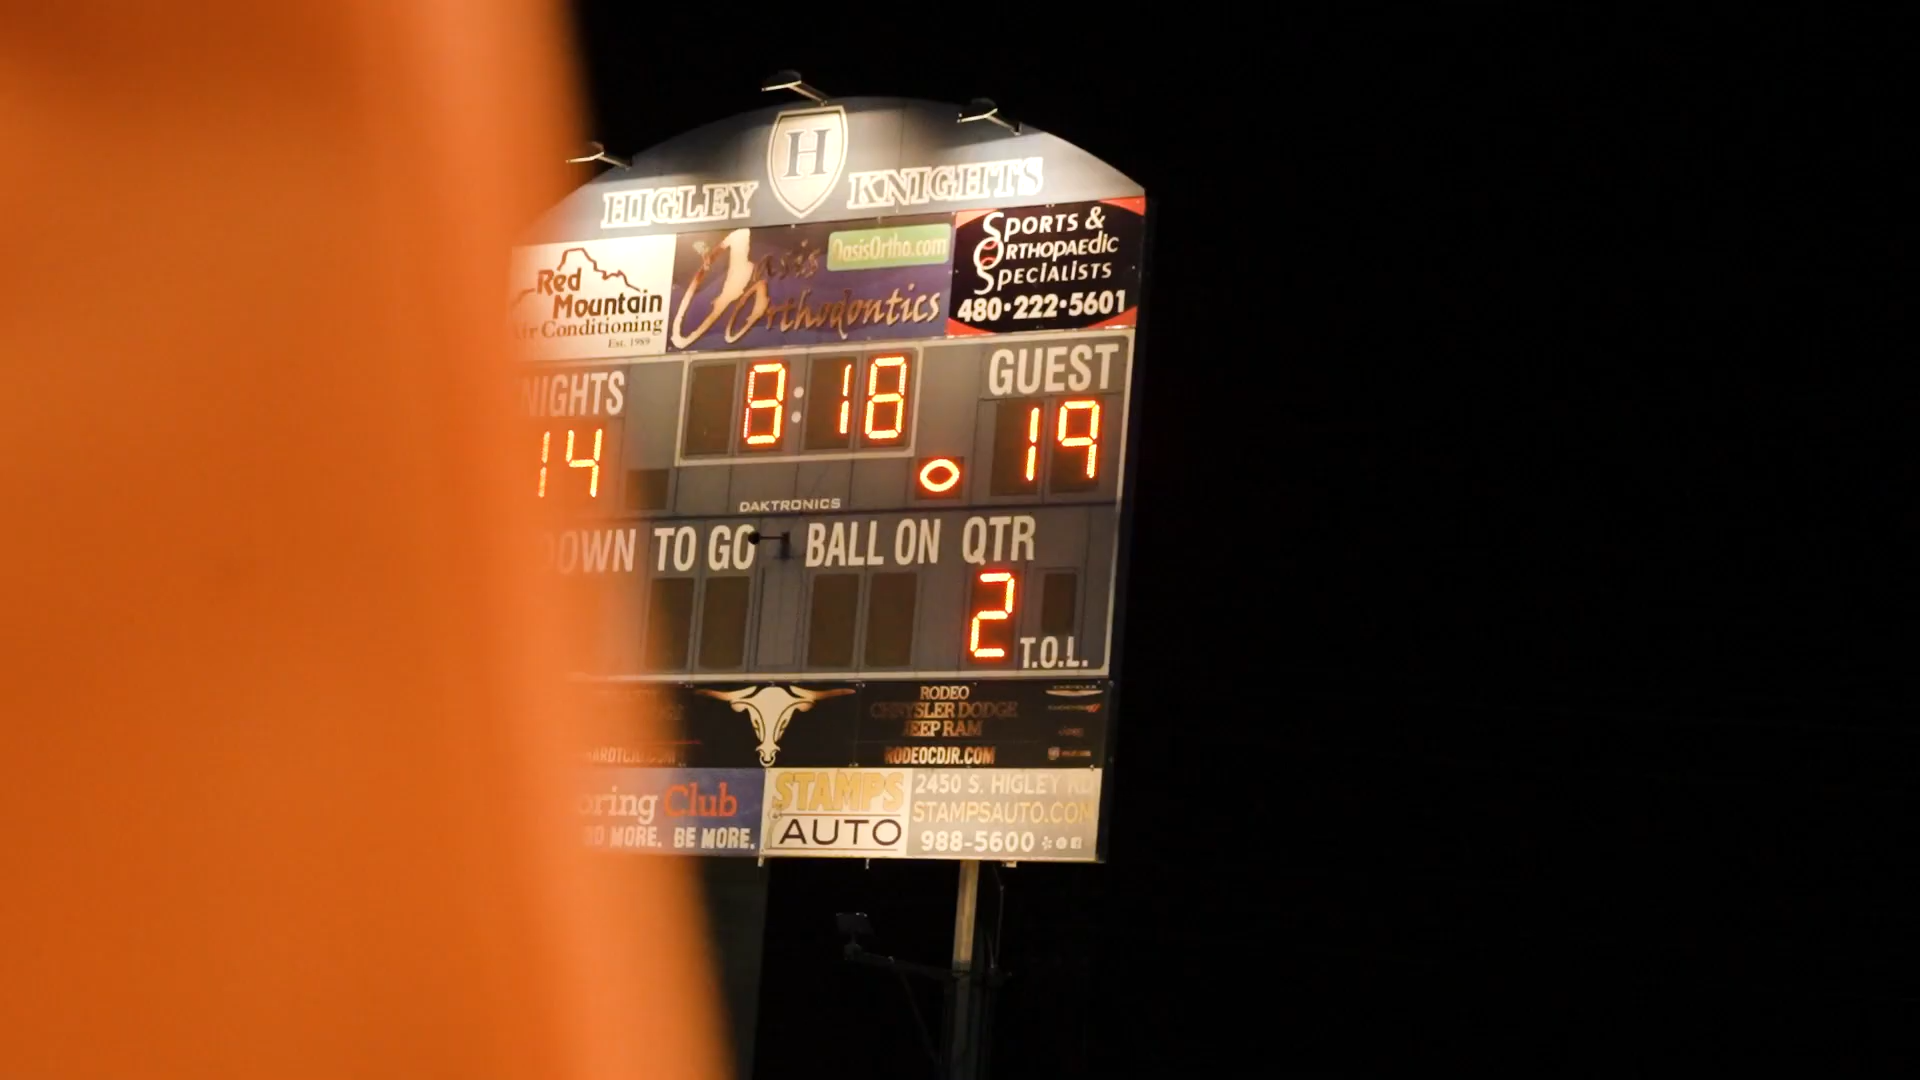 H
HIGLEY KNIGHTS
Red Mountain
Air Conditioning
Est. 1989
Oasis Orthodontics
OasisOrtho.com
SPORTS &
ORTHOPAEDIC
SPECIALISTS
480·222·5601
NIGHTS
8:18
GUEST
14
19
DAKTRONICS
DOWN TO GO BALL ON QTR
2
T.O.L.
RODEO
CHRYSLER DODGE
JEEP RAM
RODEOCDJR.COM
oring Club
MORE. BE MORE.
STAMPS
AUTO
2450 S. HIGLEY RD
STAMPSAUTO.COM
988-5600